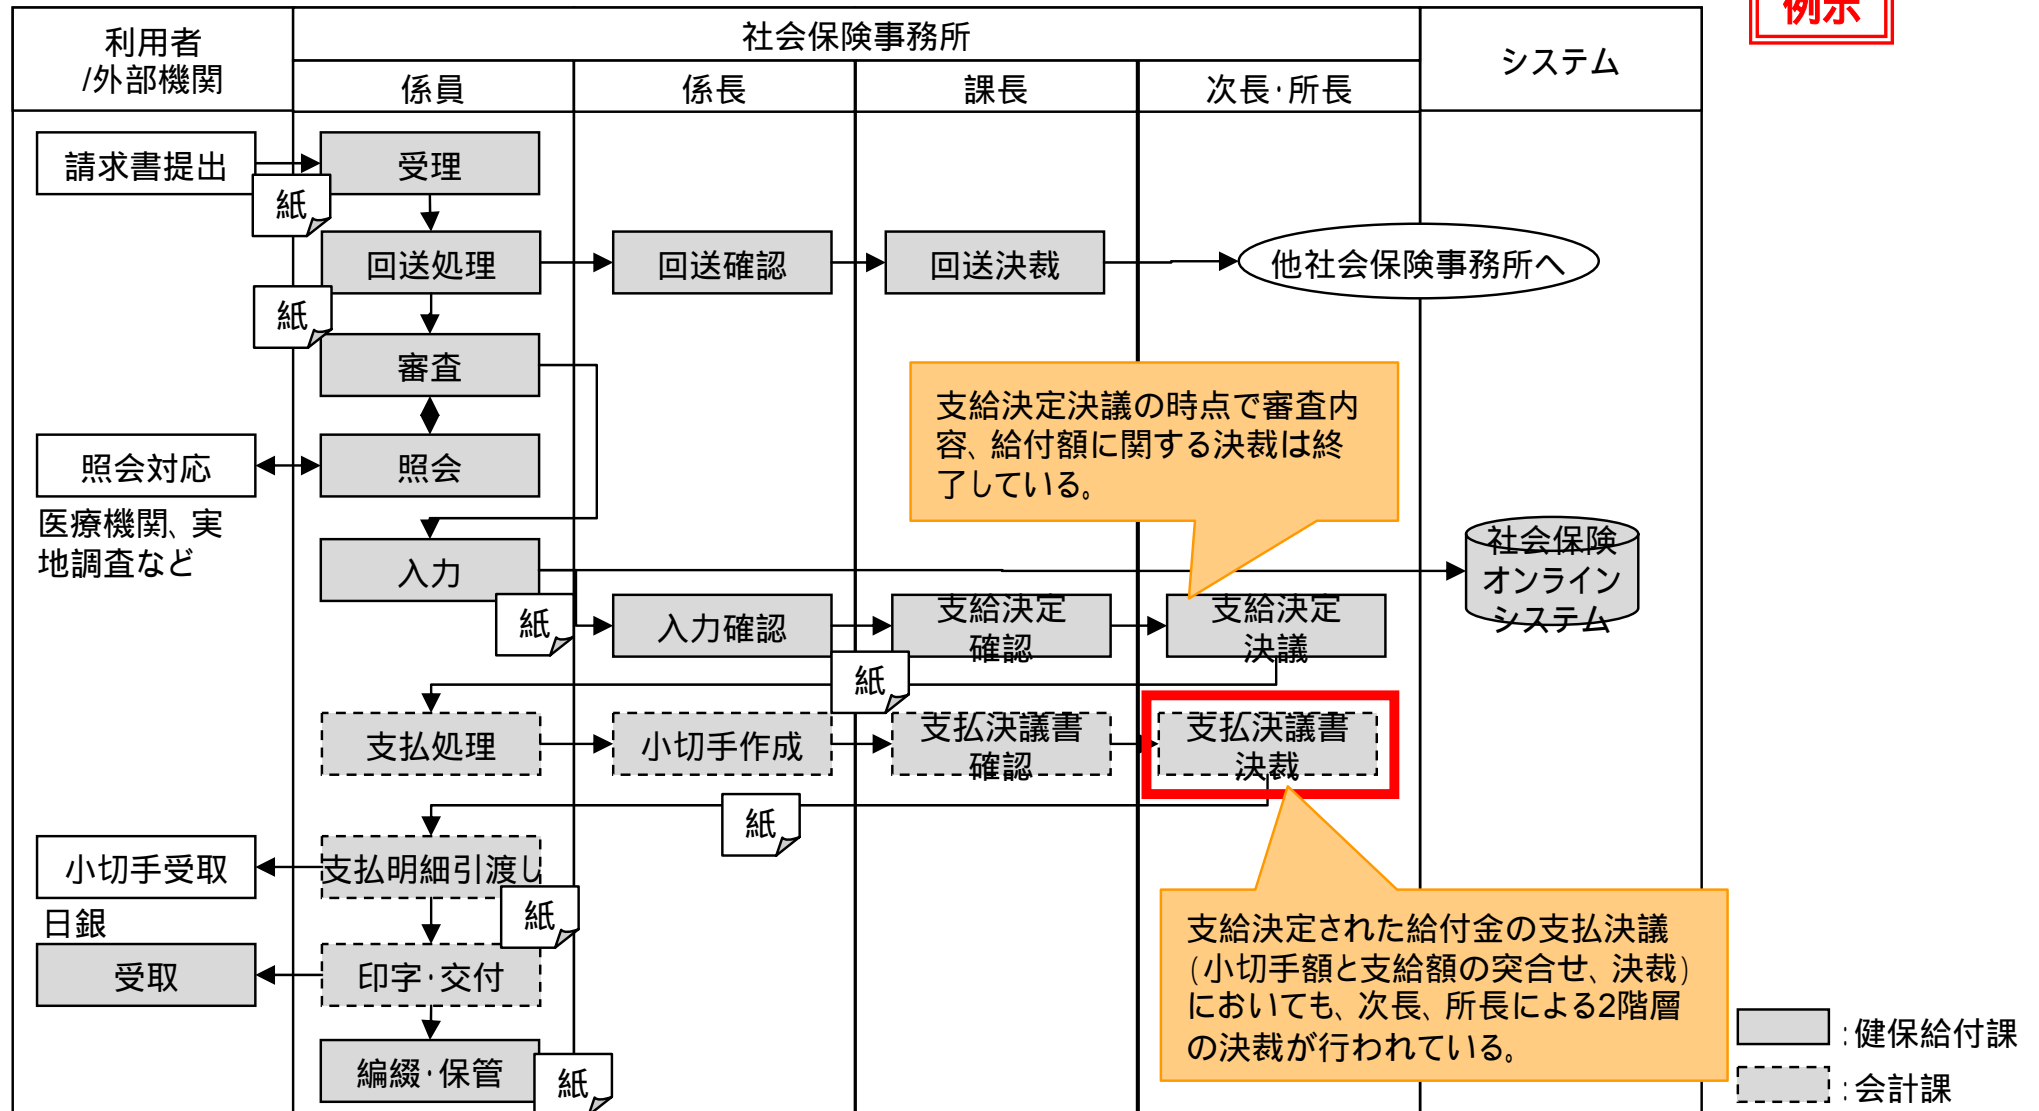 例示
利用者
/外部機関
社会保険事務所
システム
係員
係長
課長
次長・所長
請求書提出
受理
紙
回送処理
回送確認
回送決裁
他社会保険事務所へ
紙
審査
支給決定決議の時点で審査内
容、給付額に関する決裁は終
了している。
照会対応
照会
医療機関、実
地調査など
入力
社会保険
オンライン
システム
紙
入力確認
支給決定
確認
支給決定
決議
紙
支払処理
小切手作成
支払決議書
確認
支払決議書
決裁
紙
小切手受取
支払明細引渡し
日銀
紙
受取
印字・交付
支給決定された給付金の支払決議
(小切手額と支給額の突合せ、決裁)
においても、次長、所長による2階層
の決裁が行われている。
編綴・保管
紙
:健保給付課
:会計課